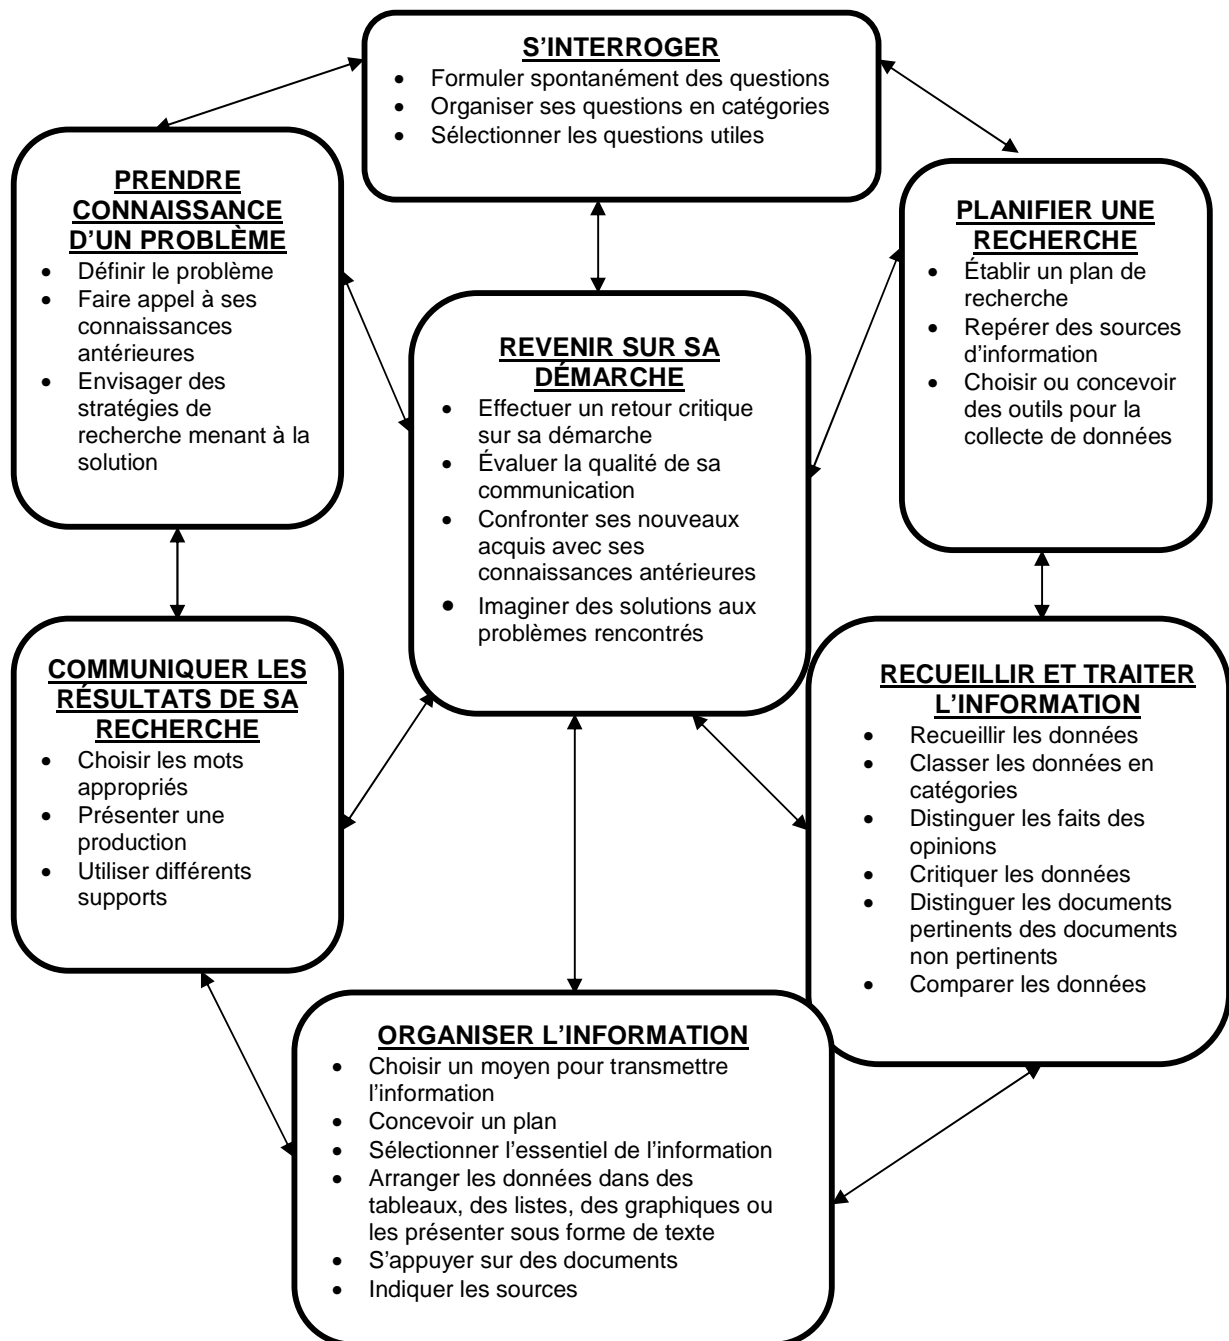 S’INTERROGER
• Formuler spontanément des questions
• Organiser ses questions en catégories
• Sélectionner les questions utiles
PRENDRE
CONNAISSANCE
D’UN PROBLÈME
• Définir le problème
• Faire appel à ses
connaissances
antérieures
• Envisager des
stratégies de
recherche menant à la
solution
PLANIFIER UNE
RECHERCHE
• Établir un plan de
recherche
• Repérer des sources
d’information
• Choisir ou concevoir
des outils pour la
collecte de données
REVENIR SUR SA
DÉMARCHE
• Effectuer un retour critique
sur sa démarche
• Évaluer la qualité de sa
communication
• Confronter ses nouveaux
acquis avec ses
connaissances antérieures
• Imaginer des solutions aux
problèmes rencontrés
COMMUNIQUER LES
RÉSULTATS DE SA
RECHERCHE
• Choisir les mots
appropriés
• Présenter une
production
• Utiliser différents
supports
RECUEILLIR ET TRAITER
L’INFORMATION
• Recueillir les données
• Classer les données en
catégories
• Distinguer les faits des
opinions
• Critiquer les données
• Distinguer les documents
pertinents des documents
non pertinents
• Comparer les données
ORGANISER L’INFORMATION
• Choisir un moyen pour transmettre
l’information
• Concevoir un plan
• Sélectionner l’essentiel de l’information
• Arranger les données dans des
tableaux, des listes, des graphiques ou
les présenter sous forme de texte
• S’appuyer sur des documents
• Indiquer les sources